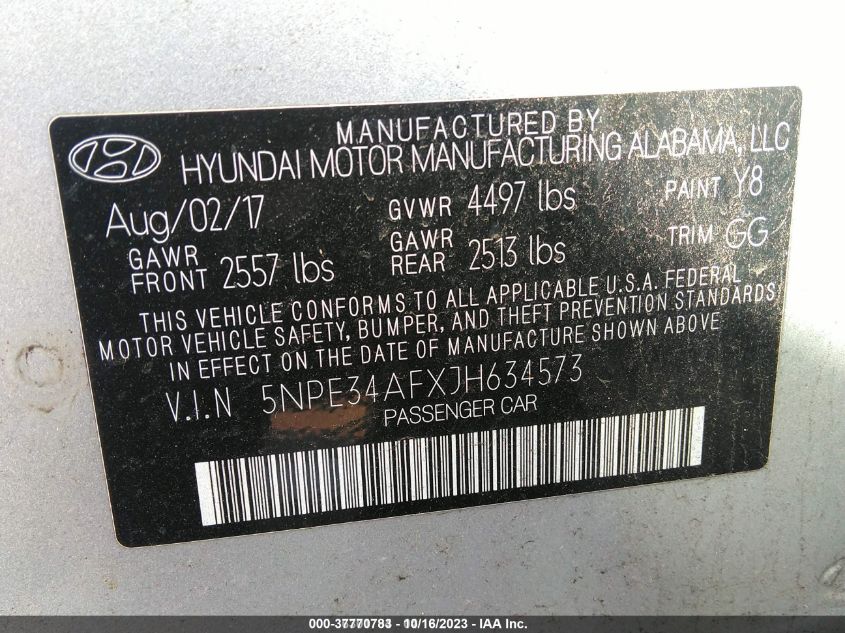 MANUFACTURED BY
HYUNDAI MOTOR MANUFACTURING ALABAMA, LLC
Aug/02/17 GVWR 4497 lbs PAINT Y8
GAWR FRONT 2557 lbs GAWR REAR 2513 lbs TRIM GG
THIS VEHICLE CONFORMS TO ALL APPLICABLE U.S.A. FEDERAL
MOTOR VEHICLE SAFETY, BUMPER, AND THEFT PREVENTION STANDARDS
IN EFFECT ON THE DATE OF MANUFACTURE SHOWN ABOVE
V.I.N 5NPE34AFXJH634573
PASSENGER CAR
000-37770783 - 10/16/2023 - IAA Inc.